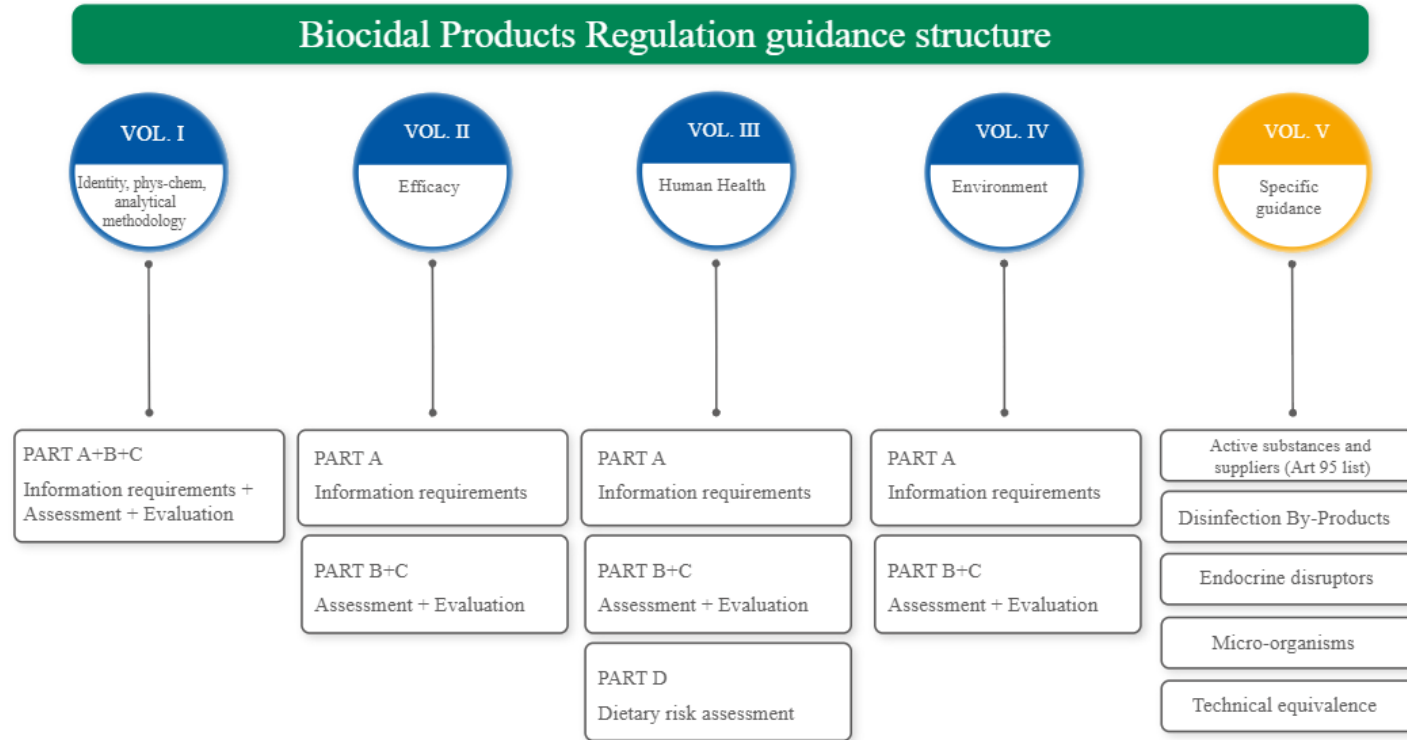 Biocidal Products Regulation guidance structure
VOL. I
Identity, phys-chem,
analytical
methodology
VOL. II
Efficacy
VOL. III
Human Health
VOL. IV
Environment
VOL. V
Specific
guidance
PART A+B+C
Information requirements +
Assessment + Evaluation
PART A
Information requirements
PART B+C
Assessment + Evaluation
PART A
Information requirements
PART B+C
Assessment + Evaluation
PART D
Dietary risk assessment
PART A
Information requirements
PART B+C
Assessment + Evaluation
Active substances and
suppliers (Art 95 list)
Disinfection By-Products
Endocrine disruptors
Micro-organisms
Technical equivalence